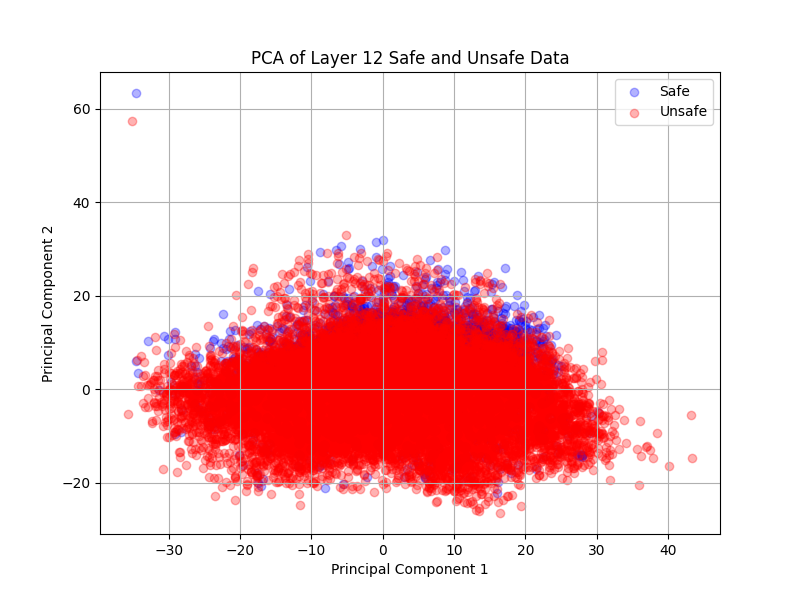 PCA of Layer 12 Safe and Unsafe Data
Safe
Unsafe
60
40
20
0
−20
Principal Component 2
−30 −20 −10 0 10 20 30 40
Principal Component 1